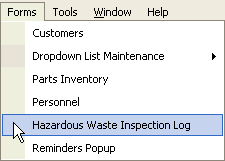 Forms Tools Window Help
Customers
Dropdown List Maintenance
Parts Inventory
Personnel
Hazardous Waste Inspection Log
Reminders Popup